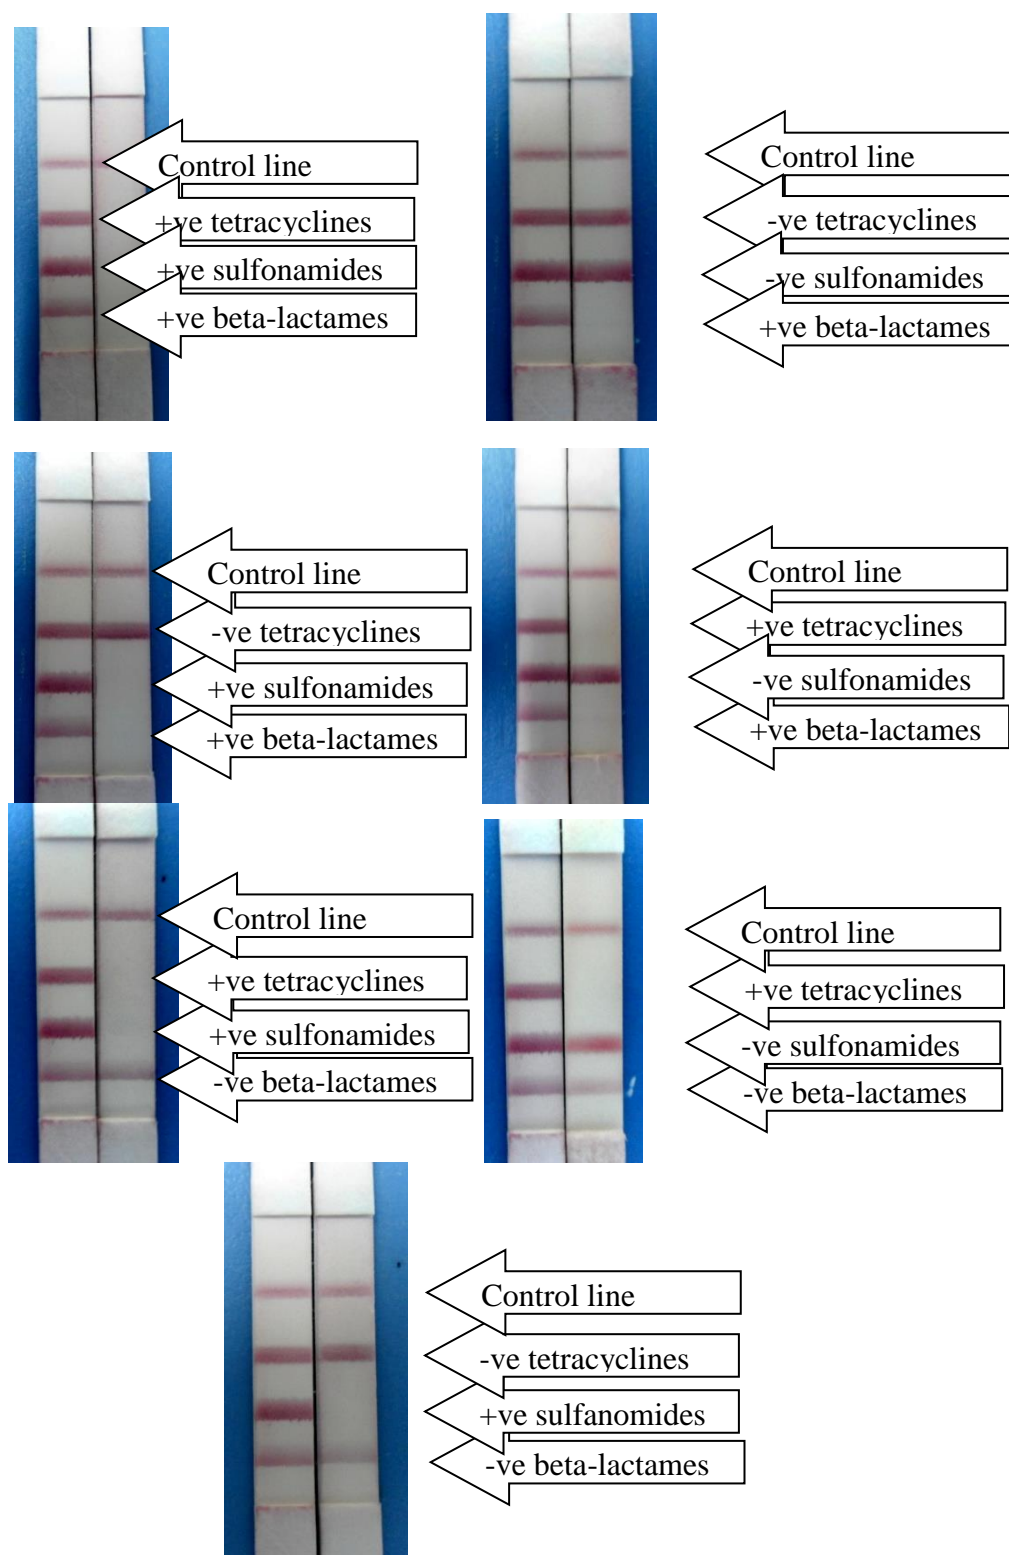 Control line
+ve tetracyclines
+ve sulfonamides
+ve beta-lactames
Control line
-ve tetracyclines
-ve sulfonamides
+ve beta-lactames
Control line
-ve tetracyclines
+ve sulfonamides
+ve beta-lactames
Control line
+ve tetracyclines
-ve sulfonamides
+ve beta-lactames
Control line
+ve tetracyclines
+ve sulfonamides
-ve beta-lactames
Control line
+ve tetracyclines
-ve sulfonamides
-ve beta-lactames
Control line
-ve tetracyclines
+ve sulfanomides
-ve beta-lactames